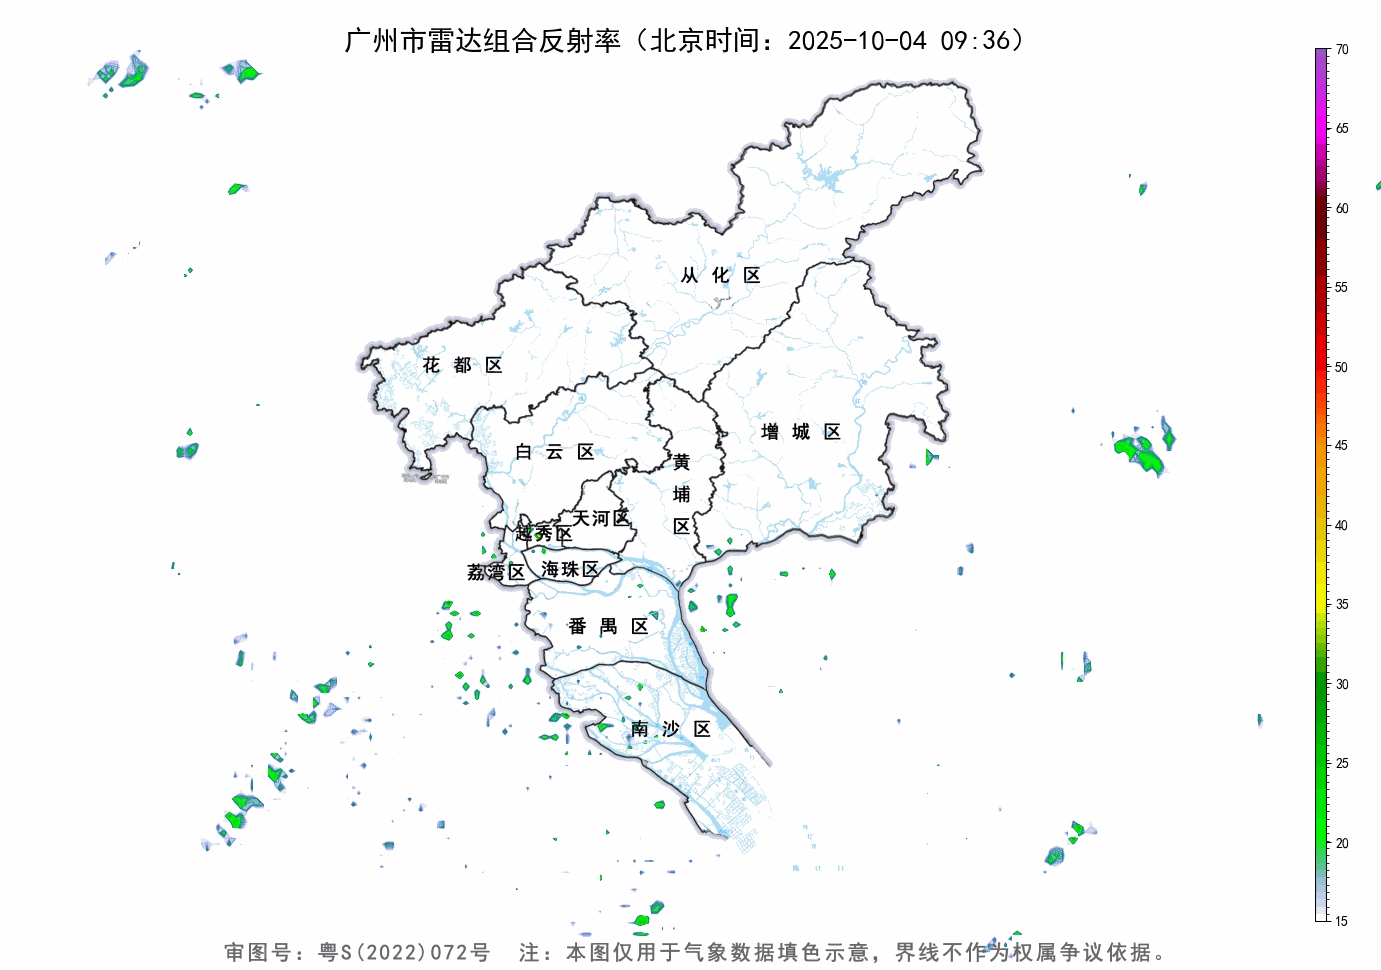 广州市雷达组合反射率（北京时间：2025-10-04 09:36）
70
65
60
55
50
45
40
35
30
25
20
15
从化区
花都区
增城区
白云区
黄埔区
天河区
越秀区
海珠区
荔湾区
番禺区
南沙区
审图号：粤S(2022)072号 注：本图仅用于气象数据填色示意，界线不作为权属争议依据。